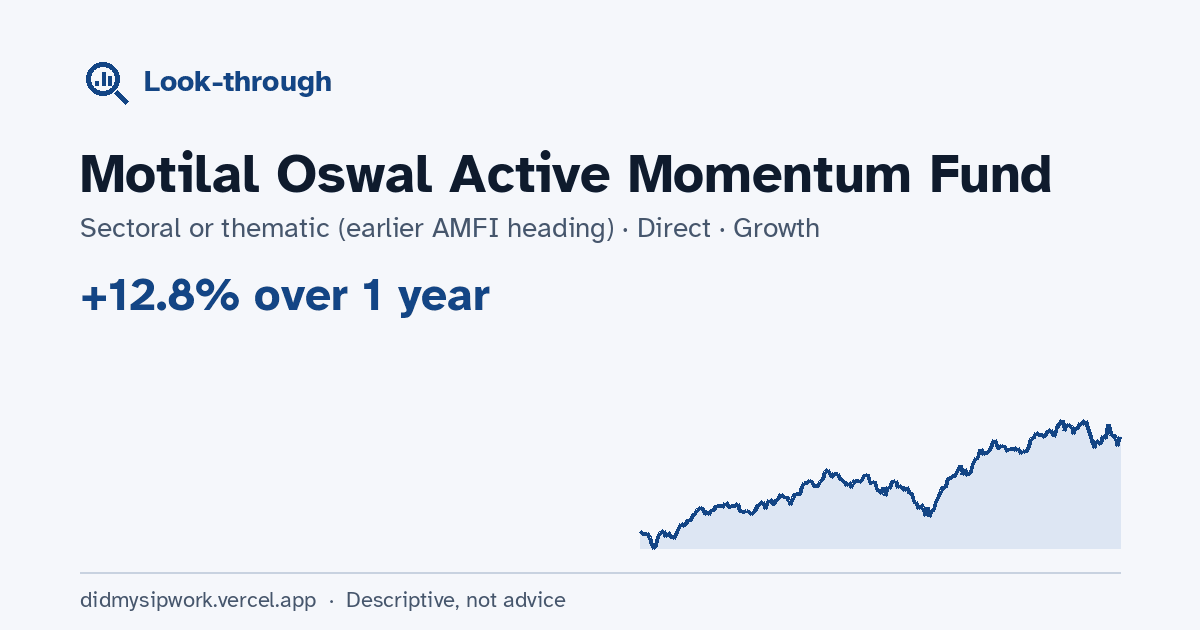 Look-through
Motilal Oswal Active Momentum Fund
Sectoral or thematic (earlier AMFI heading) · Direct · Growth
+12.8% over 1 year
didmysipwork.vercel.app · Descriptive, not advice